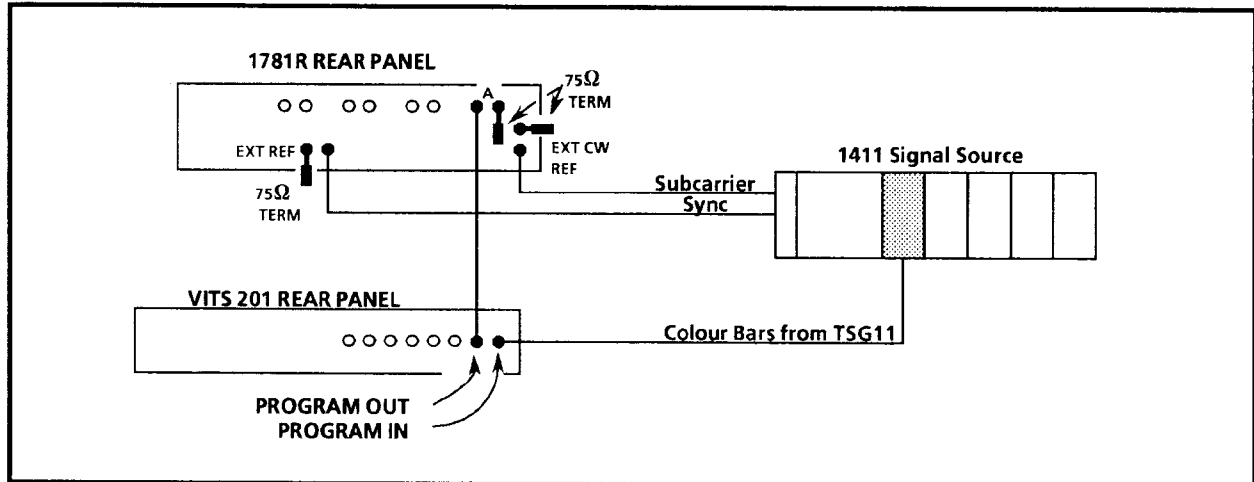 1781R REAR PANEL
A
75Ω
TERM
EXT REF
EXT CW
REF
75Ω
TERM
1411 Signal Source
Subcarrier
Sync
VITS 201 REAR PANEL
Colour Bars from TSG11
PROGRAM OUT
PROGRAM IN